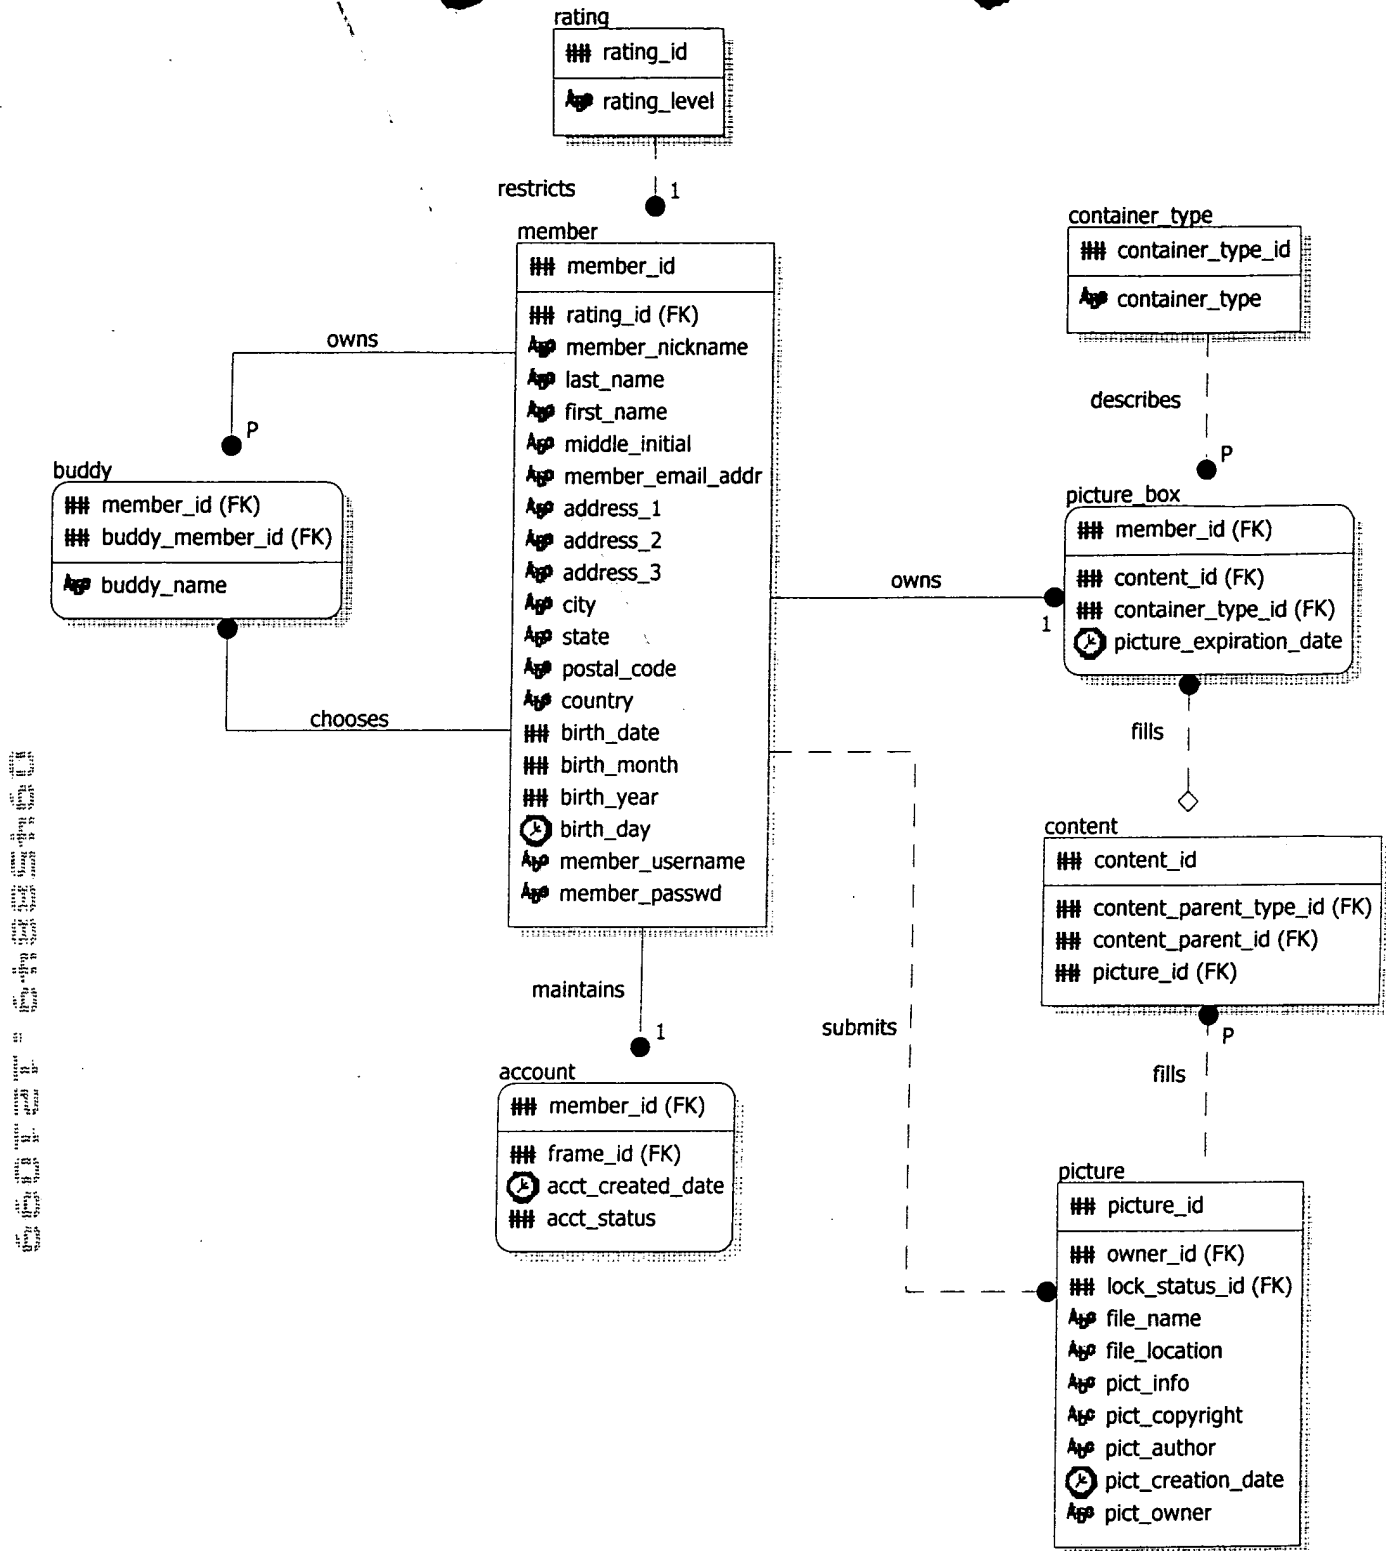 rating
## rating_id
rating_level
restricts
1
member
## member_id
## rating_id (FK)
member_nickname
last_name
first_name
middle_initial
member_email_addr
address_1
address_2
address_3
city
state
postal_code
country
## birth_date
## birth_month
## birth_year
birth_day
member_username
member_passwd
owns
P
buddy
## member_id (FK)
## buddy_member_id (FK)
buddy_name
chooses
maintains
1
account
## member_id (FK)
## frame_id (FK)
acct_created_date
## acct_status
container_type
## container_type_id
container_type
describes
P
owns
1
picture_box
## member_id (FK)
## content_id (FK)
## container_type_id (FK)
picture_expiration_date
fills
content
## content_id
## content_parent_type_id (FK)
## content_parent_id (FK)
## picture_id (FK)
P
fills
submits
picture
## picture_id
## owner_id (FK)
## lock_status_id (FK)
file_name
file_location
pict_info
pict_copyright
pict_author
pict_creation_date
pict_owner